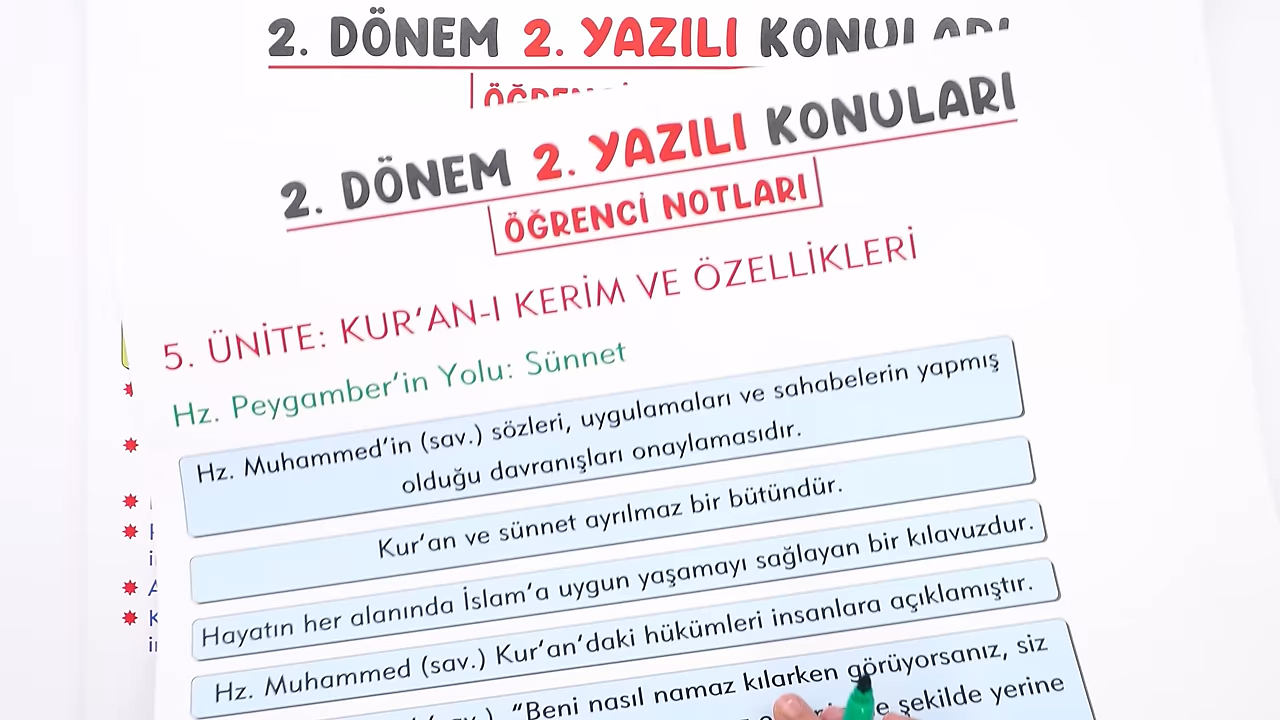 2. DÖNEM 2. YAZILI KONULARI
ÖĞRENCİ
2. DÖNEM 2. YAZILI KONULARI
ÖĞRENCİ NOTLARI
5. ÜNİTE: KUR'AN-I KERİM VE ÖZELLİKLERİ
Hz. Peygamber'in Yolu: Sünnet
Hz. Muhammed'in (sav.) sözleri, uygulamaları ve sahabelerin yapmış
olduğu davranışları onaylamasıdır.
Kur'an ve sünnet ayrılmaz bir bütündür.
Hayatın her alanında İslam'a uygun yaşamayı sağlayan bir kılavuzdur.
Hz. Muhammed (sav.) Kur'an'daki hükümleri insanlara açıklamıştır.
"Beni nasıl namaz kılarken görüyorsanız, siz
şekilde yerine